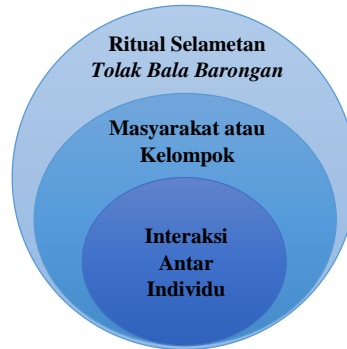 Ritual Selametan
Tolak Bala Barongan
Masyarakat atau
Kelompok
Interaksi
Antar
Individu